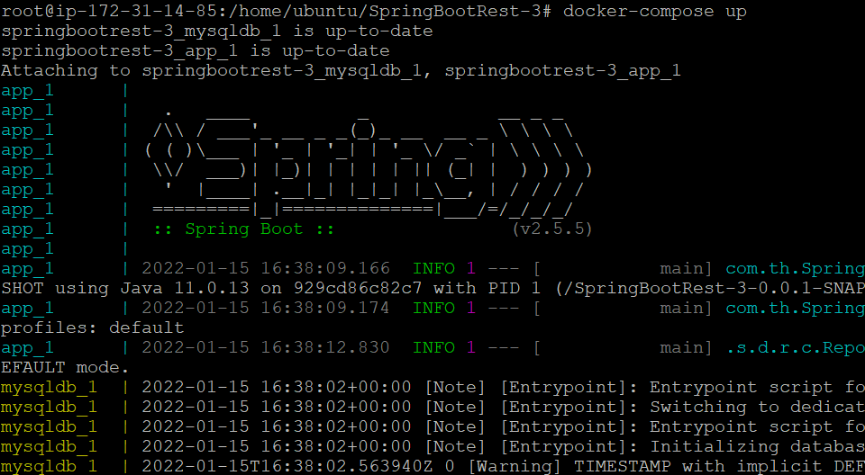 root@ip-172-31-14-85:/home/ubuntu/SpringBootRest-3# docker-compose up
springbootrest-3_mysqldb_1 is up-to-date
springbootrest-3_app_1 is up-to-date
Attaching to springbootrest-3_mysqldb_1, springbootrest-3_app_1
app_1 |
app_1 |   .   ____          _            __ _ _
app_1 |  /\\ / ___'_ __ _ _(_)_ __  __ _ \ \ \ \
app_1 | ( ( )\___ | '_ | '_| | '_ \/ _` | \ \ \ \
app_1 |  \\/  ___)| |_)| | | | | || (_| |  ) ) ) )
app_1 |   '  |____| .__|_| |_|_| |_\__, | / / / /
app_1 |  =========|_|==============|___/=/_/_/_/
app_1 |  :: Spring Boot :: (v2.5.5)
app_1 |
app_1 | 2022-01-15 16:38:09.166 INFO 1 --- [ main] com.th.Spring
SHOT using Java 11.0.13 on 929cd86c82c7 with PID 1 (/SpringBootRest-3-0.0.1-SNAP
app_1 | 2022-01-15 16:38:09.174 INFO 1 --- [ main] com.th.Spring
profiles: default
app_1 | 2022-01-15 16:38:12.830 INFO 1 --- [ main] .s.d.r.c.Repo
EFAULT mode.
mysqldb_1 | 2022-01-15 16:38:02+00:00 [Note] [Entrypoint]: Entrypoint script fo
mysqldb_1 | 2022-01-15 16:38:02+00:00 [Note] [Entrypoint]: Switching to dedicat
mysqldb_1 | 2022-01-15 16:38:02+00:00 [Note] [Entrypoint]: Entrypoint script fo
mysqldb_1 | 2022-01-15 16:38:02+00:00 [Note] [Entrypoint]: Initializing databas
mysqldb_1 | 2022-01-15T16:38:02.563940Z 0 [Warning] TIMESTAMP with implicit DEF